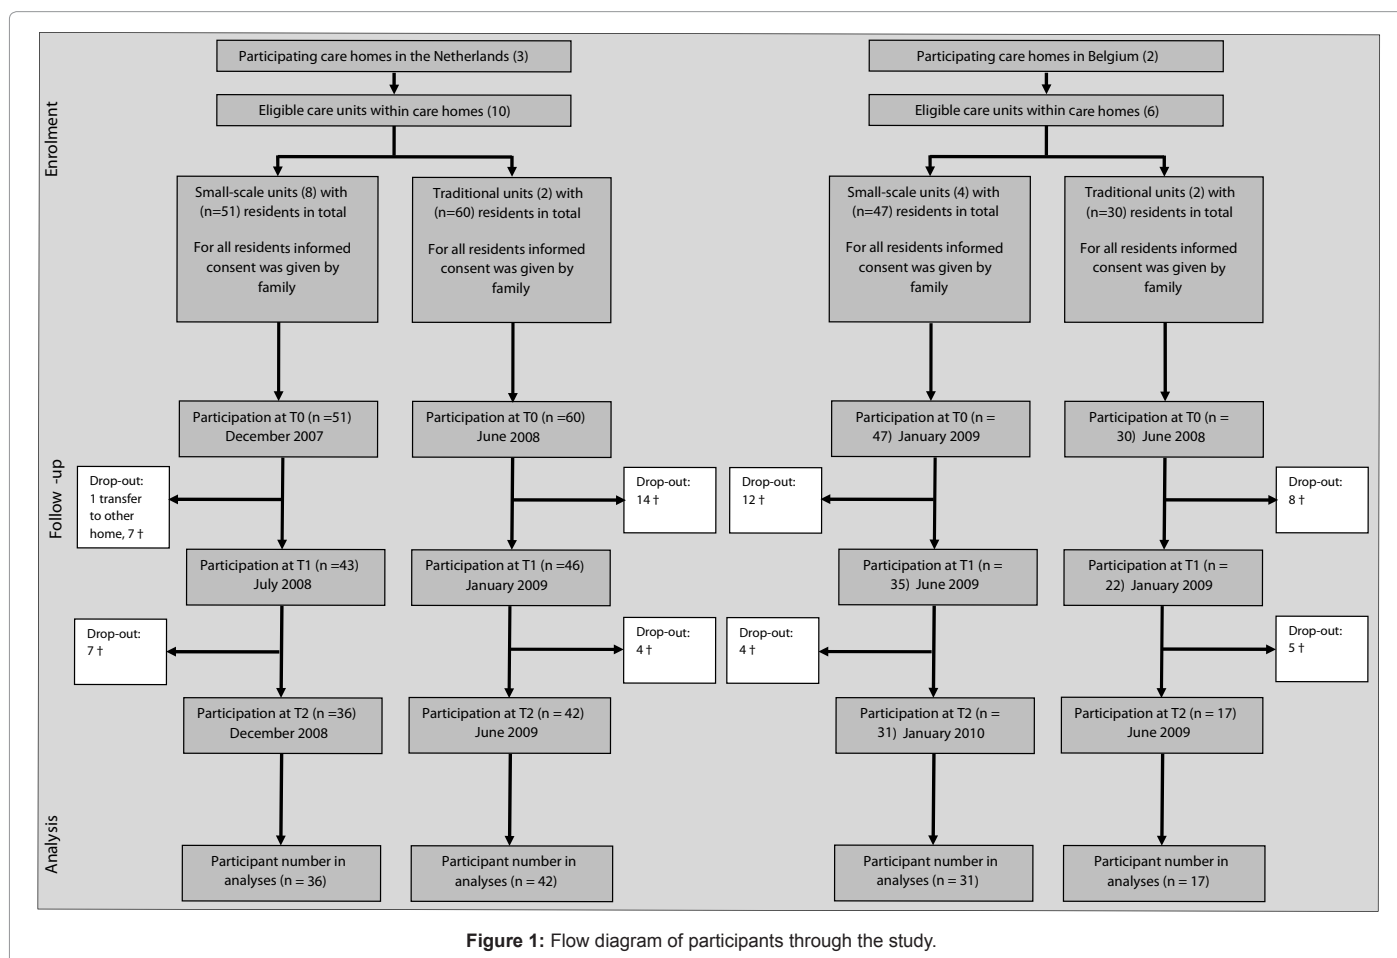 Enrolment
Participating care homes in the Netherlands (3)
Eligible care units within care homes (10)
Small-scale units (8) with
(n=51) residents in total
For all residents informed
consent was given by
family
Traditional units (2) with
(n=60) residents in total
For all residents informed
consent was given by
family
Participating care homes in Belgium (2)
Eligible care units within care homes (6)
Small-scale units (4) with
(n=47) residents in total
For all residents informed
consent was given by
family
Traditional units (2) with
(n=30) residents in total
For all residents informed
consent was given by
family
Follow -up
Participation at T0 (n =51)
December 2007
Participation at T0 (n =60)
June 2008
Participation at T0 (n =
47) January 2009
Participation at T0 (n =
30) June 2008
Drop-out:
1 transfer
to other
home, 7 †
Drop-out:
14 †
Drop-out:
12 †
Drop-out:
8 †
Participation at T1 (n =43)
July 2008
Participation at T1 (n =46)
January 2009
Participation at T1 (n =
35) June 2009
Participation at T1 (n =
22) January 2009
Drop-out:
7 †
Drop-out:
4 †
Drop-out:
4 †
Drop-out:
5 †
Participation at T2 (n =36)
December 2008
Participation at T2 (n = 42)
June 2009
Participation at T2 (n =
31) January 2010
Participation at T2 (n = 17)
June 2009
Analysis
Participant number in
analyses (n = 36)
Participant number in
analyses (n = 42)
Participant number in
analyses (n = 31)
Participant number in
analyses (n = 17)
Figure 1: Flow diagram of participants through the study.